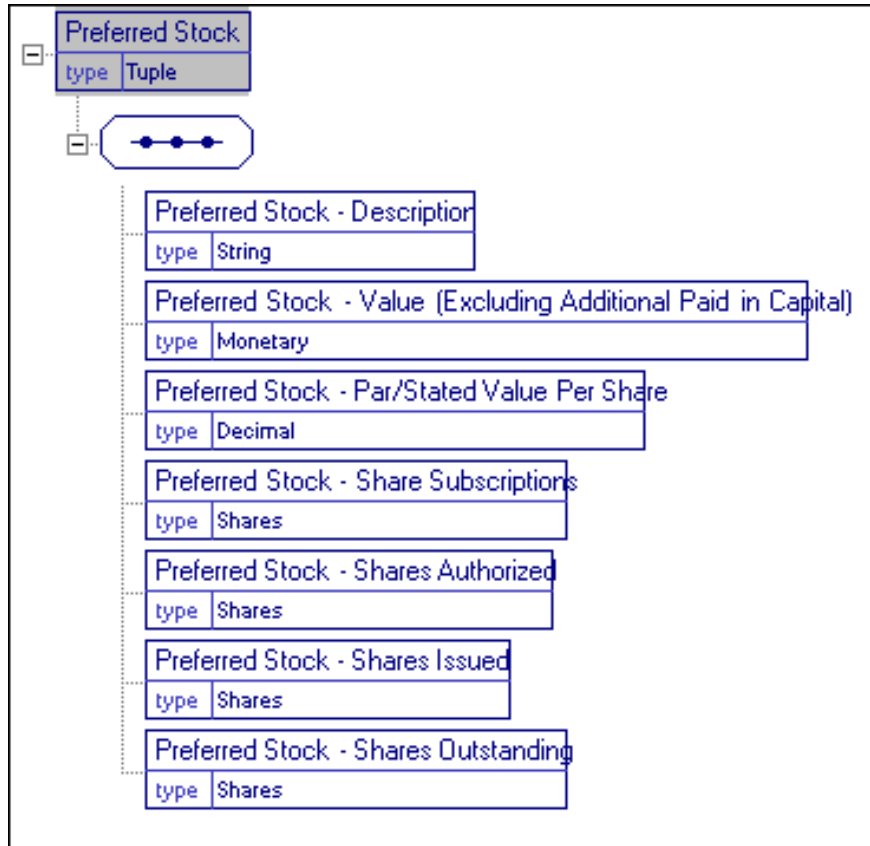 Preferred Stock
type Tuple
Preferred Stock - Description
type String
Preferred Stock - Value (Excluding Additional Paid in Capital)
type Monetary
Preferred Stock - Par/Stated Value Per Share
type Decimal
Preferred Stock - Share Subscriptions
type Shares
Preferred Stock - Shares Authorized
type Shares
Preferred Stock - Shares Issued
type Shares
Preferred Stock - Shares Outstanding
type Shares